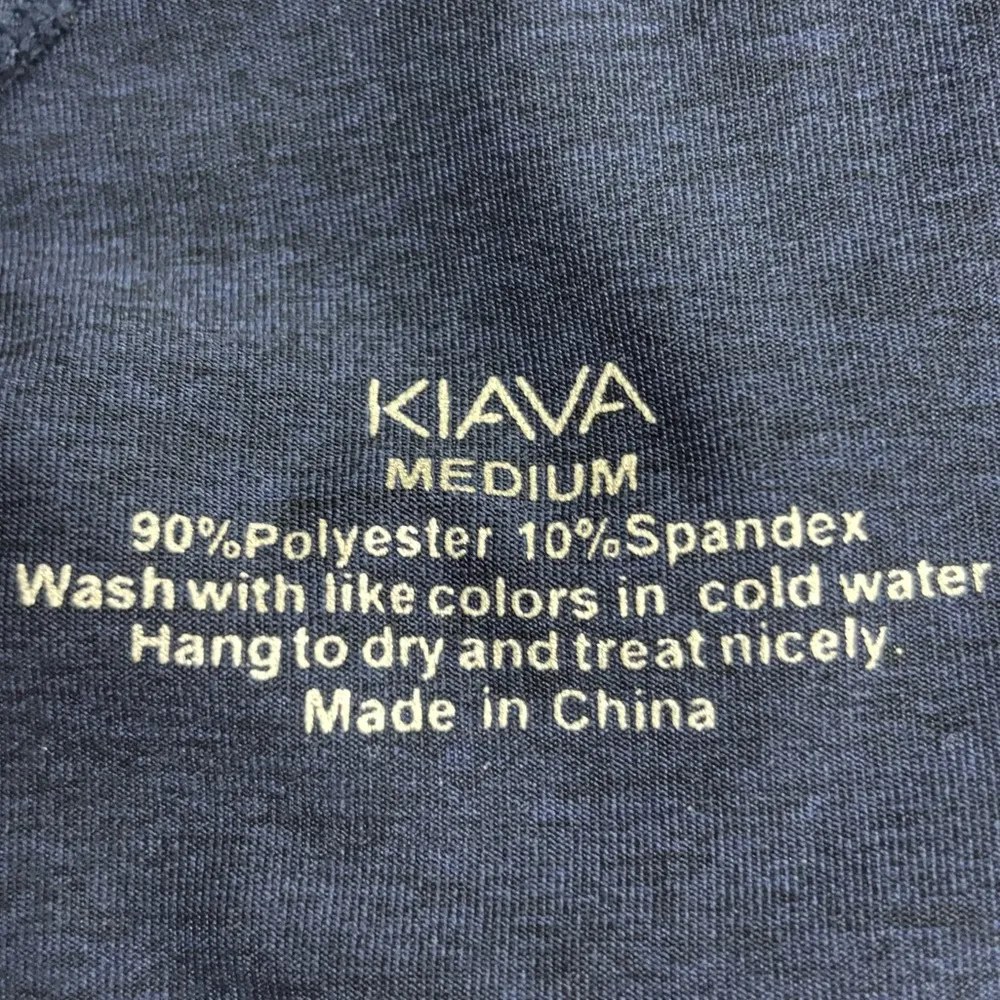 KIAVA
MEDIUM
90%Polyester 10%Spandex
Wash with like colors in cold water
Hang to dry and treat nicely.
Made in China